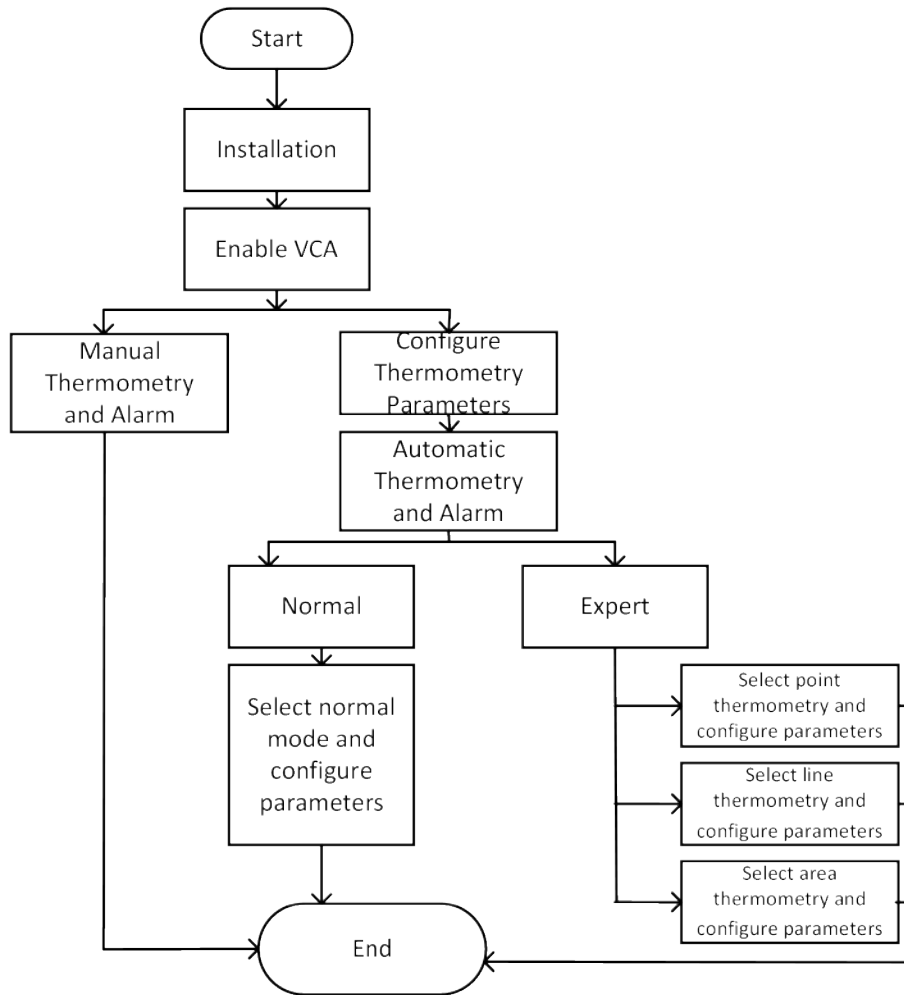 Start
Installation
Enable VCA
Manual
Thermometry
and Alarm
Configure
Thermometry
Parameters
Automatic
Thermometry
and Alarm
Normal
Expert
Select normal
mode and
configure
parameters
Select point
thermometry and
configure parameters
Select line
thermometry and
configure parameters
Select area
thermometry and
configure parameters
End